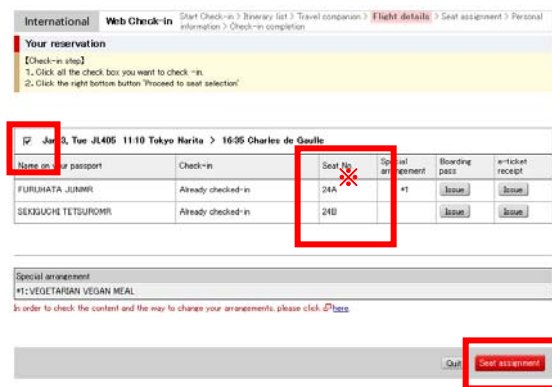 International Web Check-in Start Check-in > Itinerary list > Travel companion > Flight details > Seat assignment > Personal
information > Check-in completion
Your reservation
【Check-in step】
1. Click all the check box you want to check -in.
2. Click the right bottom button 'Proceed to seat selection'
3, Tue JL405 11:10 Tokyo Narita > 16:35 Charles de Gaulle
Name on your passport Check-in Seat No. Special arrangement Boarding pass e-ticket receipt
※
FURUHATA JUNMR Already checked-in 24A *1 Issue Issue
SEKIGUCHI TETSUROMR Already checked-in 24B Issue Issue
Special arrangement
*1: VEGETARIAN VEGAN MEAL
In order to check the content and the way to change your arrangements, please click here.
Quit Seat assignment